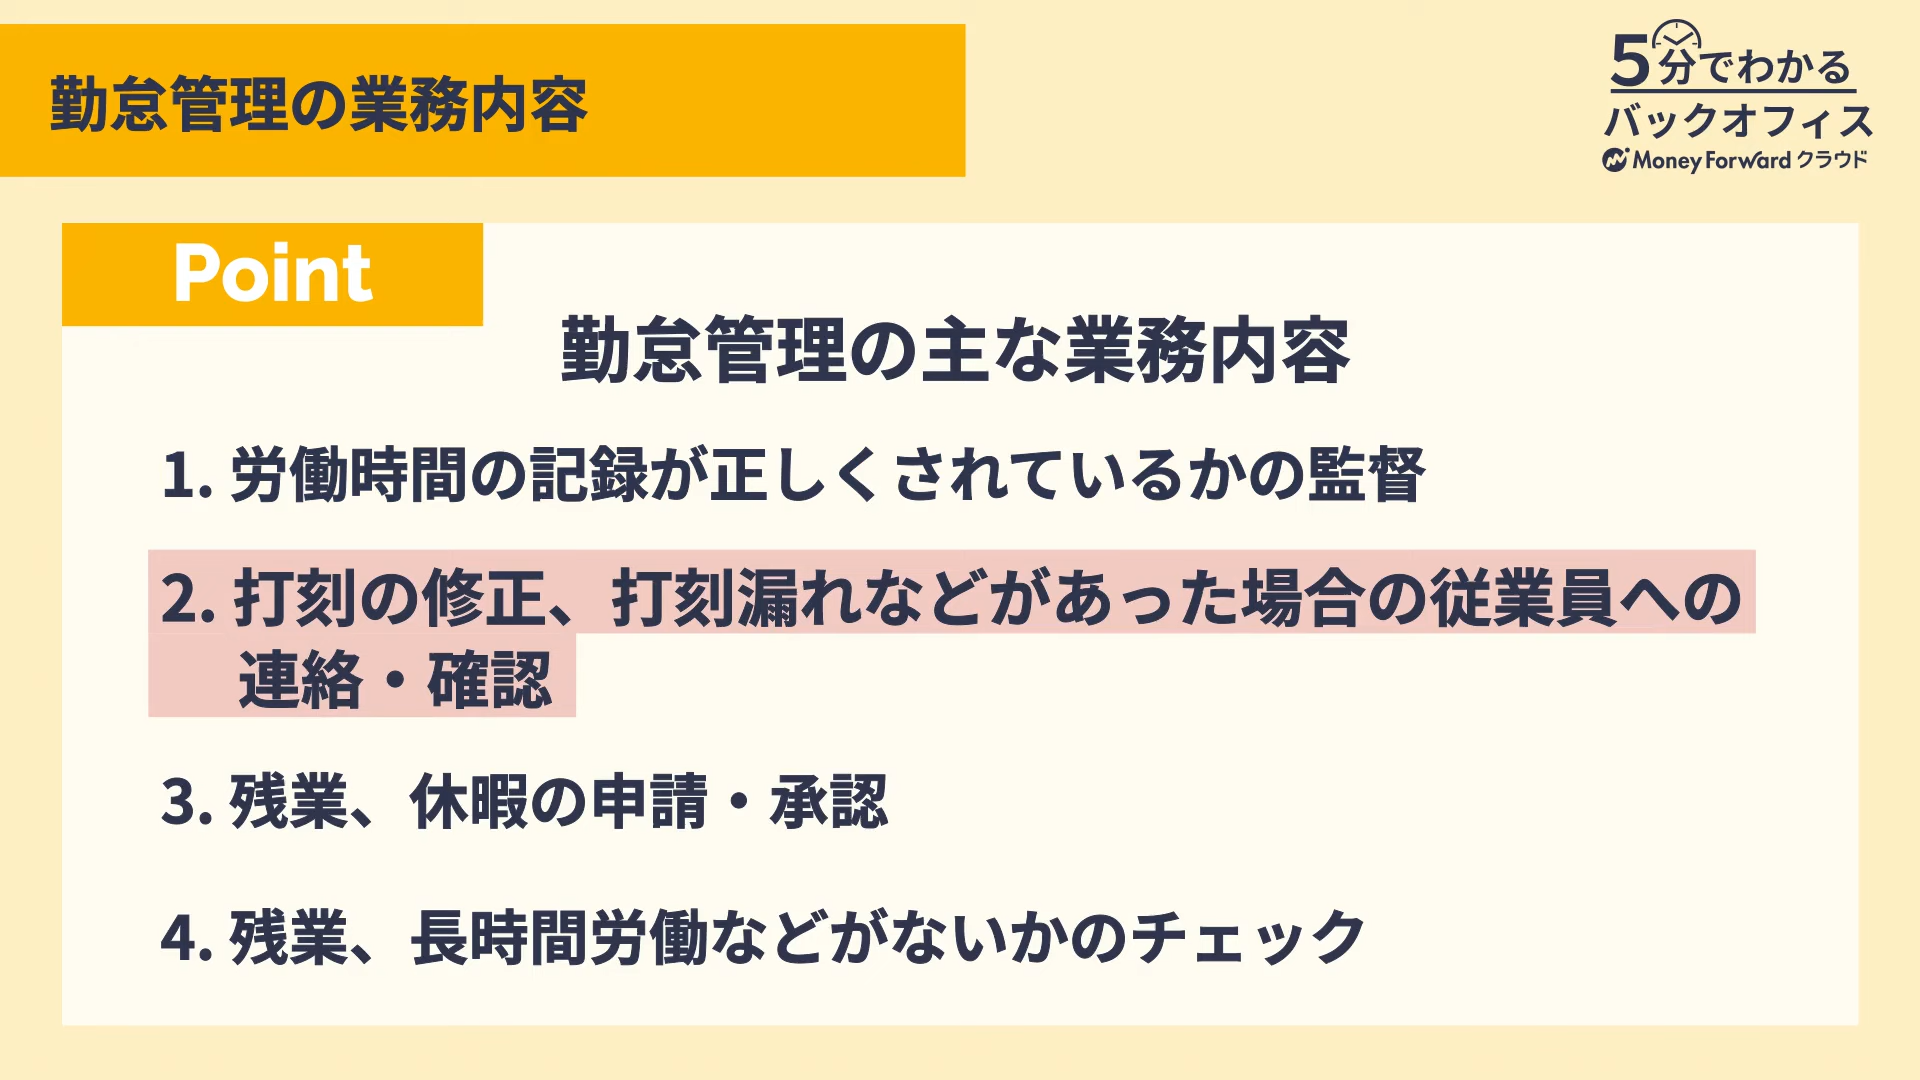 勤怠管理の業務内容
5分でわかる
バックオフィス
Money Forward クラウド
Point
勤怠管理の主な業務内容
1. 労働時間の記録が正しくされているかの監督
2. 打刻の修正、打刻漏れなどがあった場合の従業員への
連絡・確認
3. 残業、休暇の申請・承認
4. 残業、長時間労働などがないかのチェック